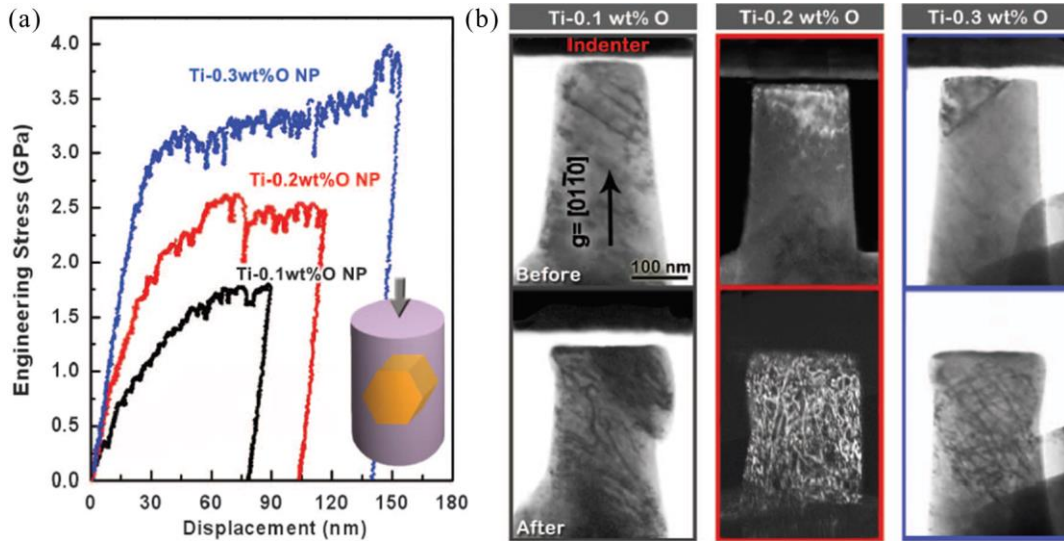 (a)
4.0
3.5
3.0
2.5
2.0
1.5
1.0
0.5
0.0
Engineering Stress (GPa)
Ti-0.3wt%O NP
Ti-0.2wt%O NP
Ti-0.1wt%O NP
0 30 60 90 120 150 180
Displacement (nm)
(b)
Ti-0.1 wt% O
Ti-0.2 wt% O
Ti-0.3 wt% O
Indenter
g= [011̄0]
100 nm
Before
After